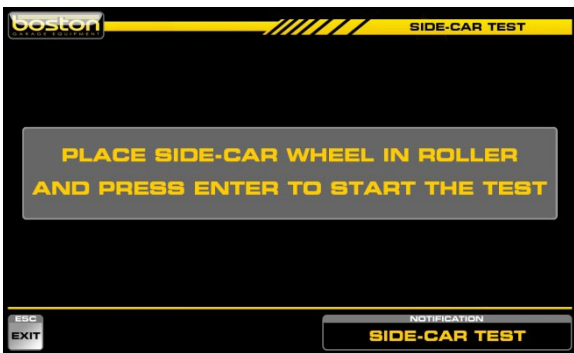 boston
GARAGE EQUIPMENT
SIDE-CAR TEST
PLACE SIDE-CAR WHEEL IN ROLLER
AND PRESS ENTER TO START THE TEST
ESC
EXIT
NOTIFICATION
SIDE-CAR TEST